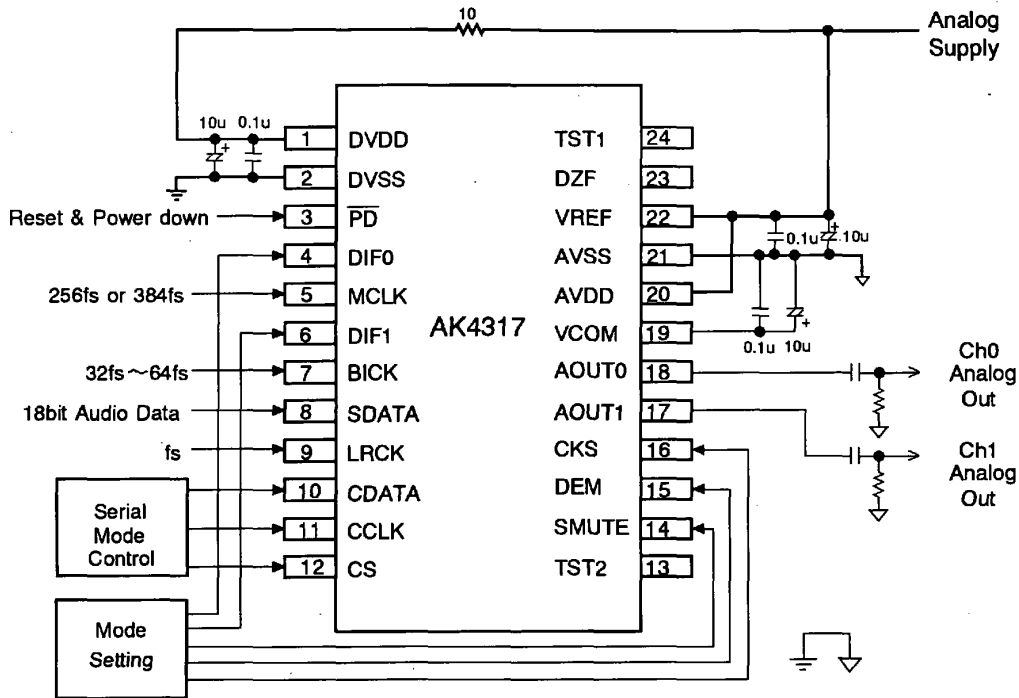 10
Analog
Supply
10u 0.1u
1 DVDD
2 DVSS
Reset & Power down
3 PD
4 DIF0
256fs or 384fs
5 MCLK
6 DIF1
32fs～64fs
7 BICK
18bit Audio Data
8 SDATA
fs
9 LRCK
10 CDATA
11 CCLK
12 CS
Serial
Mode
Control
Mode
Setting
AK4317
TST1 24
DZF 23
VREF 22
0.1u 10u
AVSS 21
AVDD 20
VCOM 19
0.1u 10u
AOUT0 18
Ch0
Analog
Out
AOUT1 17
Ch1
Analog
Out
CKS 16
DEM 15
SMUTE 14
TST2 13